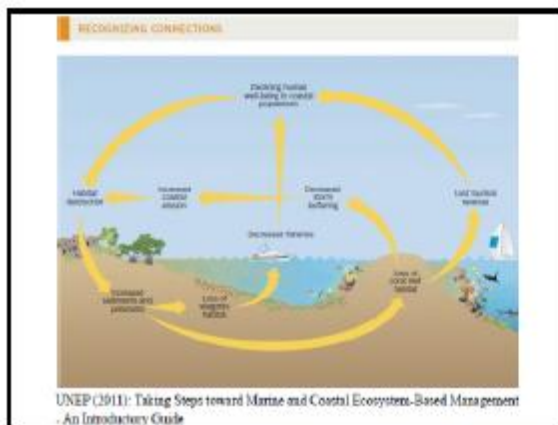 RECOGNIZING CONNECTIONS
Declining human
well-being in coastal
populations
Habitat
destruction
Increased
coastal
erosion
Decreased
storm
buffering
Lost tourism
revenue
Decreased fisheries
Increased
sediments and
pollutants
Loss of
seagrass
habitat
Loss of
coral reef
habitat
UNEP (2011): Taking Steps toward Marine and Coastal Ecosystem-Based Management
- An Introductory Guide